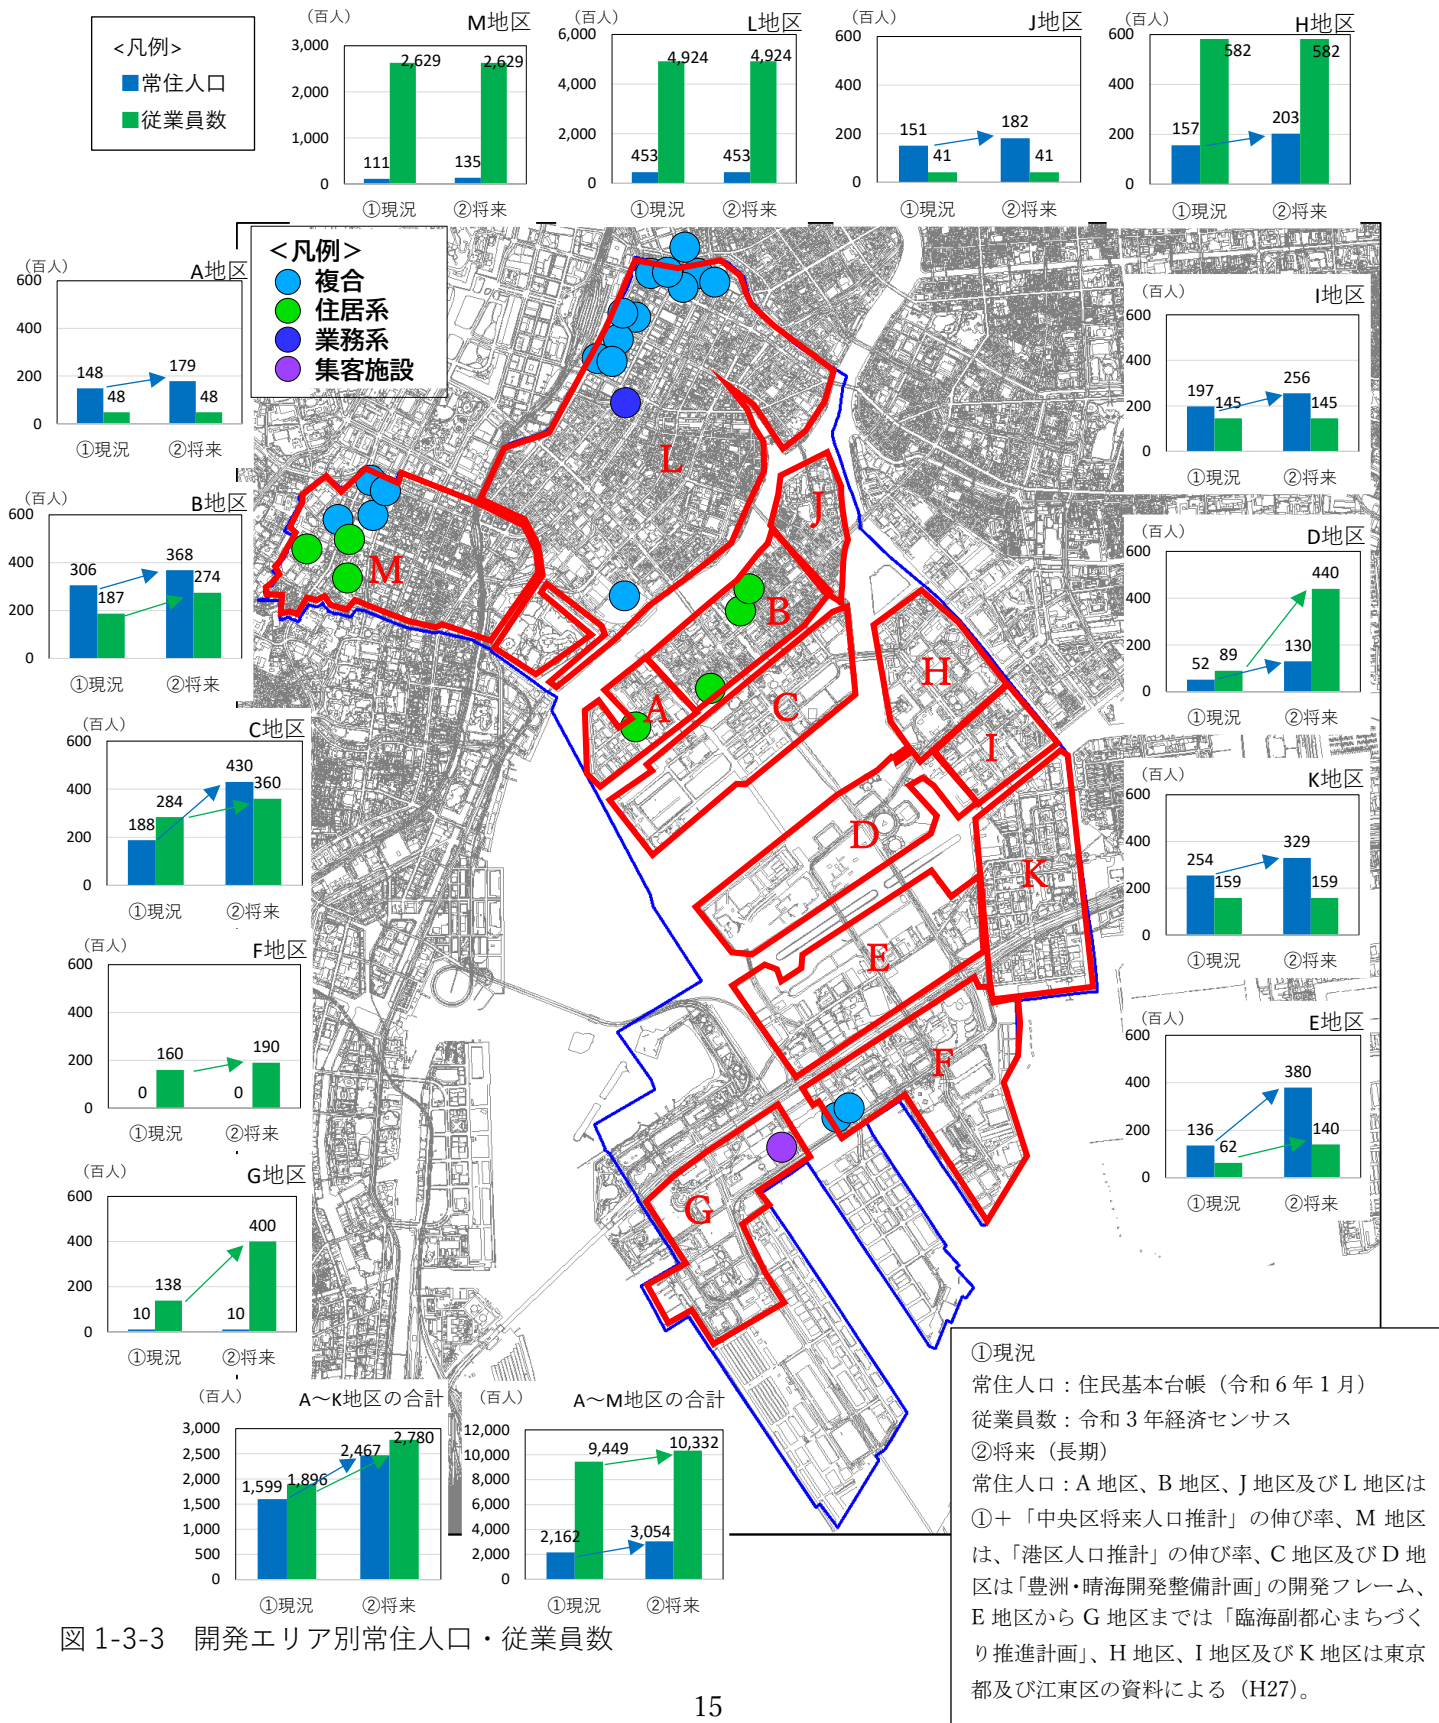 <凡例>
常住人口
従業員数
（百人）
M地区
3,000
2,000
1,000
0
111
2,629
135
2,629
①現況
②将来
（百人）
L地区
6,000
4,000
2,000
0
453
4,924
453
4,924
①現況
②将来
（百人）
J地区
600
400
200
0
151
41
182
41
①現況
②将来
（百人）
H地区
600
400
200
0
157
582
203
582
①現況
②将来
<凡例>
複合
住居系
業務系
集客施設
（百人）
A地区
600
400
200
0
148
48
179
48
①現況
②将来
（百人）
I地区
600
400
200
0
197
145
256
145
①現況
②将来
（百人）
B地区
600
400
200
0
306
187
368
274
①現況
②将来
（百人）
D地区
600
400
200
0
52
89
130
440
①現況
②将来
（百人）
C地区
600
400
200
0
188
284
430
360
①現況
②将来
（百人）
K地区
600
400
200
0
254
159
329
159
①現況
②将来
（百人）
F地区
600
400
200
0
0
160
0
190
①現況
②将来
（百人）
E地区
600
400
200
0
136
62
380
140
①現況
②将来
（百人）
G地区
600
400
200
0
10
138
10
400
①現況
②将来
L
J
M
B
A
C
H
I
D
K
E
F
G
（百人）
A～K地区の合計
3,000
2,500
2,000
1,500
1,000
500
0
1,599
1,896
2,467
2,780
①現況
②将来
（百人）
A～M地区の合計
12,000
10,000
8,000
6,000
4,000
2,000
0
2,162
9,449
3,054
10,332
①現況
②将来
①現況
常住人口：住民基本台帳（令和 6 年 1 月）
従業員数：令和 3 年経済センサス
②将来（長期）
常住人口：A 地区、B 地区、J 地区及び L 地区は
①＋「中央区将来人口推計」の伸び率、M 地区
は、「港区人口推計」の伸び率、C 地区及び D 地
区は「豊洲・晴海開発整備計画」の開発フレーム、
E 地区から G 地区までは「臨海副都心まちづく
り推進計画」、H 地区、I 地区及び K 地区は東京
都及び江東区の資料による（H27）。
図 1-3-3　開発エリア別常住人口・従業員数
15